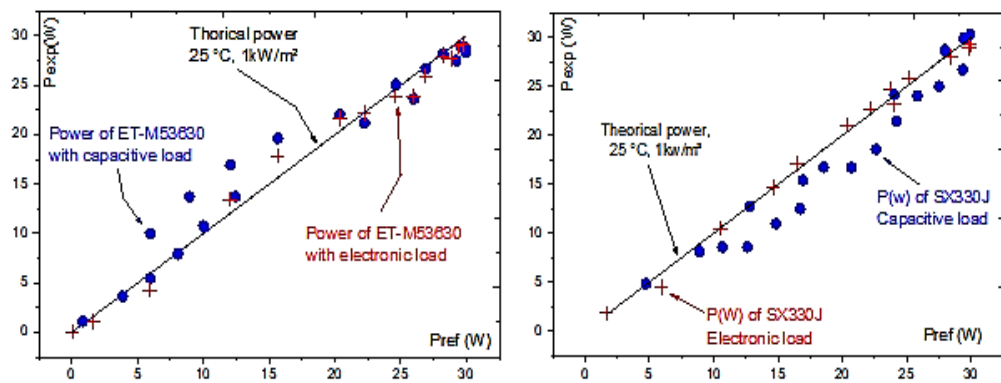 Pexp(W)
30
25
20
15
10
5
0
Thorical power
25 °C, 1kW/m²
Power of ET-M53630
with capacitive load
Power of ET-M53630
with electronic load
Pref (W)
0 5 10 15 20 25 30
Pexp (W)
30
25
20
15
10
5
0
Theorical power,
25 °C, 1kw/m²
P(w) of SX330J
Capacitive load
P(W) of SX330J
Electronic load
Pref (W)
0 5 10 15 20 25 30